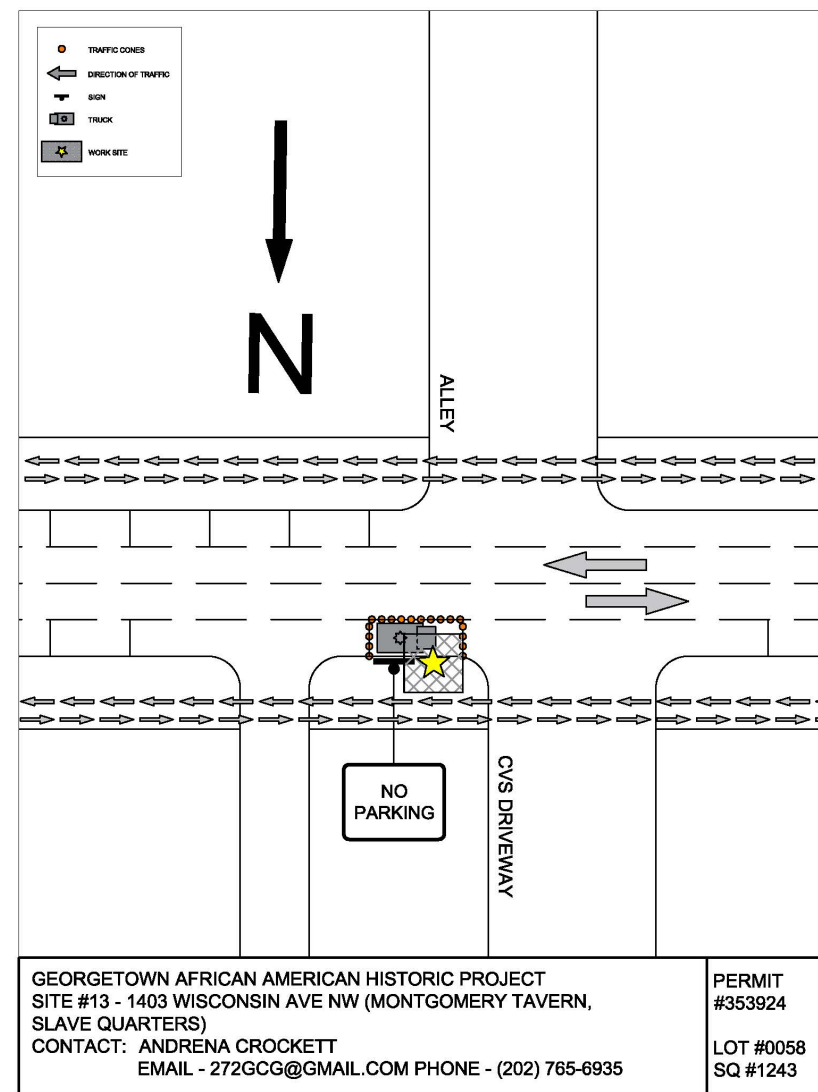 TRAFFIC CONES
DIRECTION OF TRAFFIC
SIGN
TRUCK
WORK SITE
N
ALLEY
NO
PARKING
CVS DRIVEWAY
GEORGETOWN AFRICAN AMERICAN HISTORIC PROJECT
SITE #13 - 1403 WISCONSIN AVE NW (MONTGOMERY TAVERN,
SLAVE QUARTERS)
CONTACT: ANDRENA CROCKETT
EMAIL - 272GCG@GMAIL.COM PHONE - (202) 765-6935
PERMIT
#353924
LOT #0058
SQ #1243